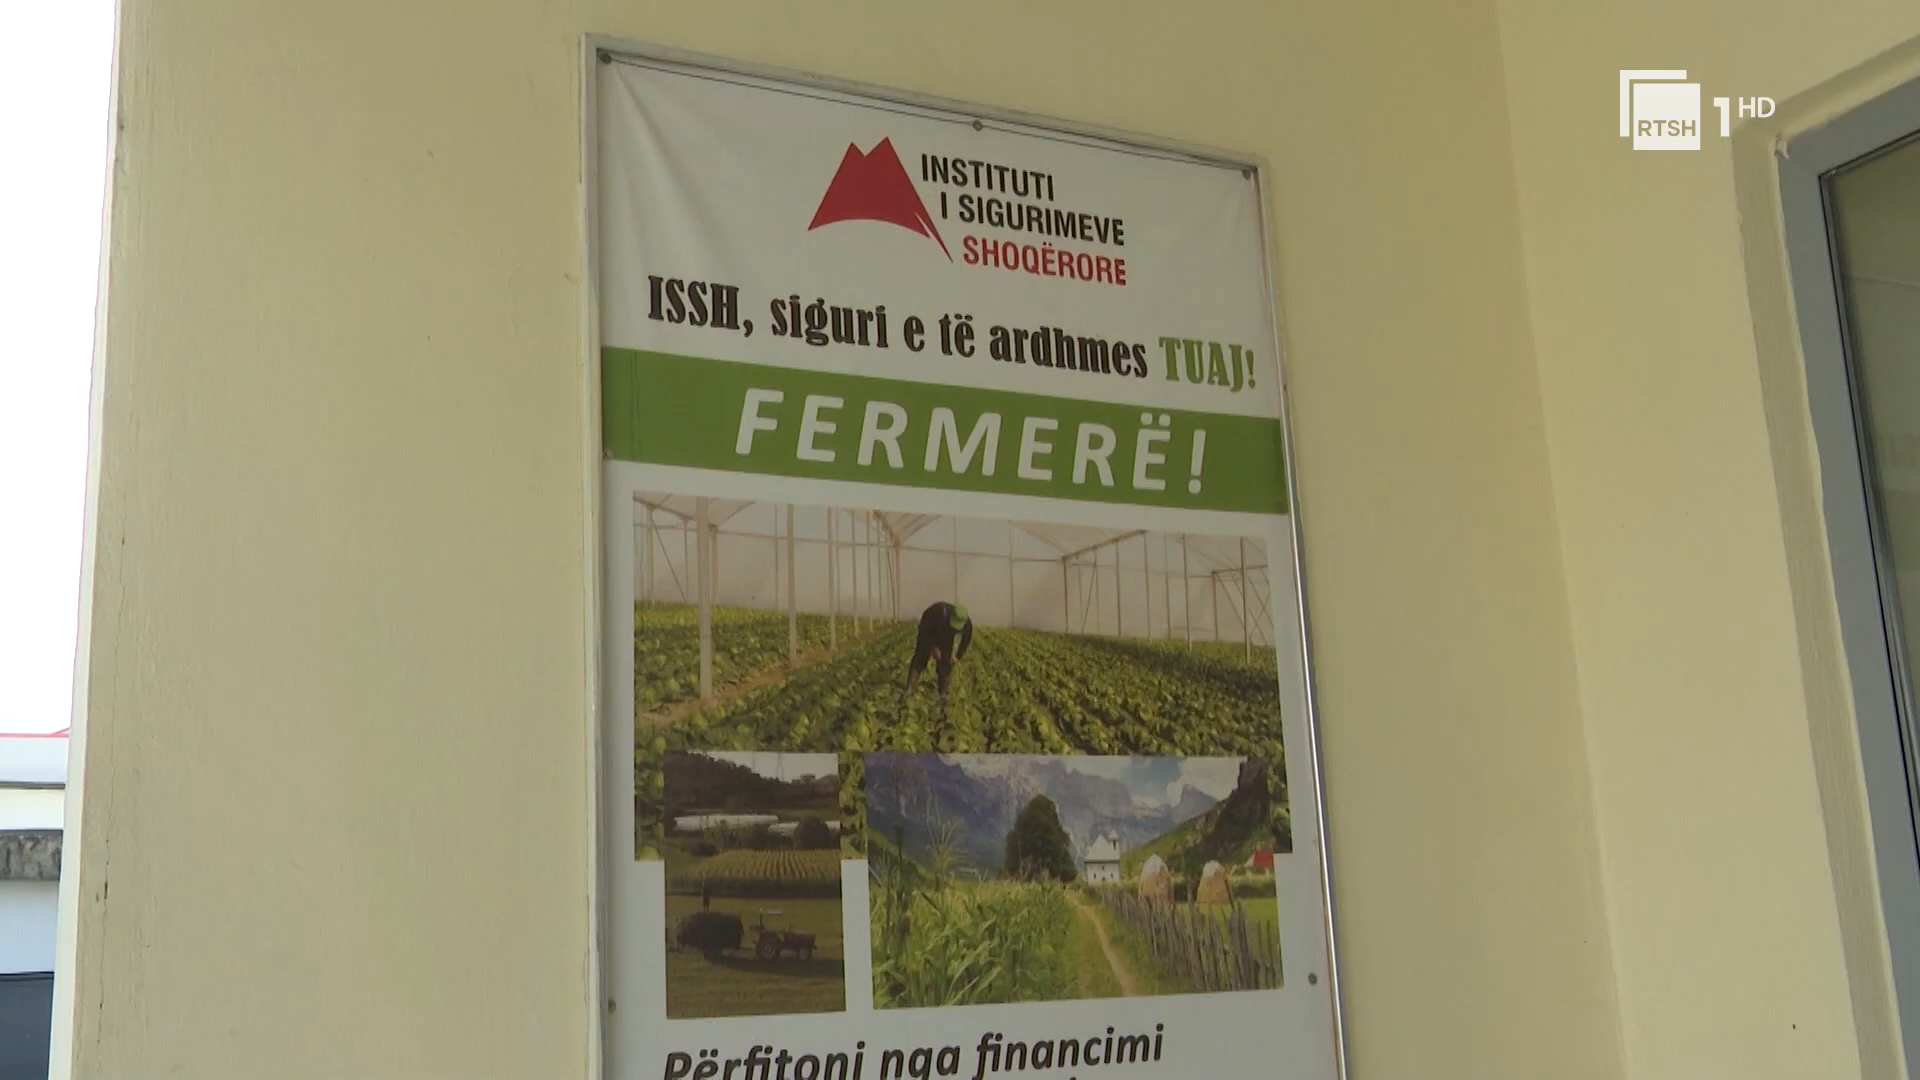 RTSH 1 HD
INSTITUTI
I SIGURIMEVE
SHOQËRORE
ISSH, siguri e të ardhmes TUAJ!
FERMERË!
Përfitoni nga financimi